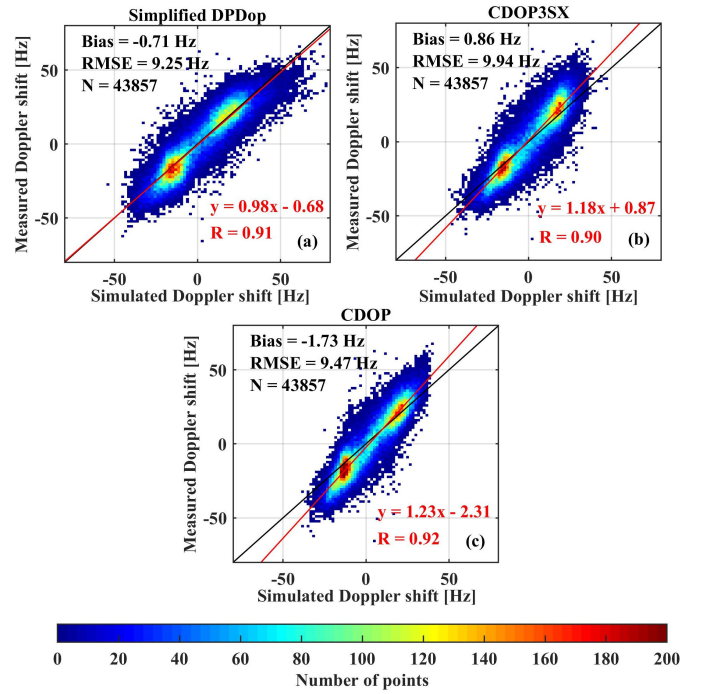 Simplified DPDop
Bias = -0.71 Hz
RMSE = 9.25 Hz
N = 43857
50
0
-50
Measured Doppler shift [Hz]
y = 0.98x - 0.68
R = 0.91
(a)
-50
0
50
Simulated Doppler shift [Hz]
CDOP3SX
Bias = 0.86 Hz
RMSE = 9.94 Hz
N = 43857
50
0
-50
Measured Doppler shift [Hz]
y = 1.18x + 0.87
R = 0.90
(b)
-50
0
50
Simulated Doppler shift [Hz]
CDOP
Bias = -1.73 Hz
RMSE = 9.47 Hz
N = 43857
50
0
-50
Measured Doppler shift [Hz]
y = 1.23x - 2.31
R = 0.92
(c)
-50
0
50
Simulated Doppler shift [Hz]
0 20 40 60 80 100 120 140 160 180 200
Number of points